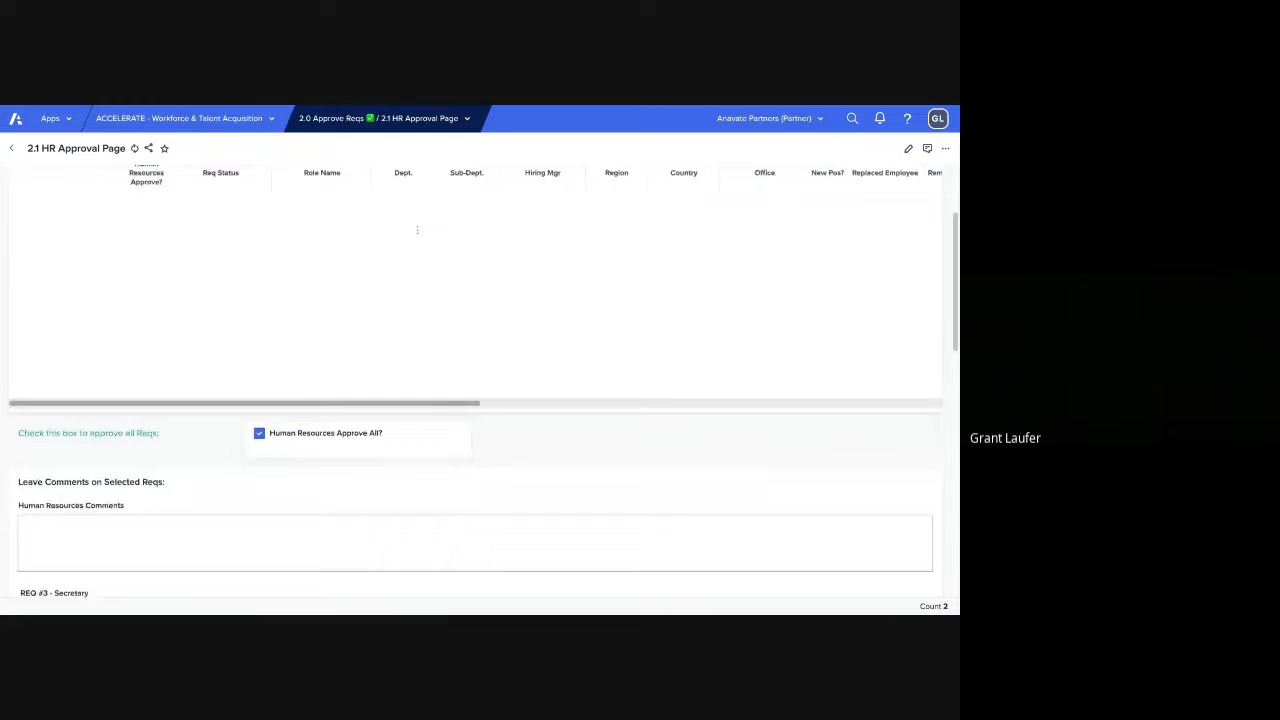 Apps
ACCELERATE - Workforce & Talent Acquisition
2.0 Approve Reqs ✅ / 2.1 HR Approval Page
Anavate Partners (Partner)
?
GL
2.1 HR Approval Page
Resources
Approve?
Req Status
Role Name
Dept.
Sub-Dept.
Hiring Mgr
Region
Country
Office
New Pos?
Replaced Employee
Rem
Check this box to approve all Reqs:
Human Resources Approve All?
Leave Comments on Selected Reqs:
Human Resources Comments
REQ #3 - Secretary
Count 2
Grant Laufer